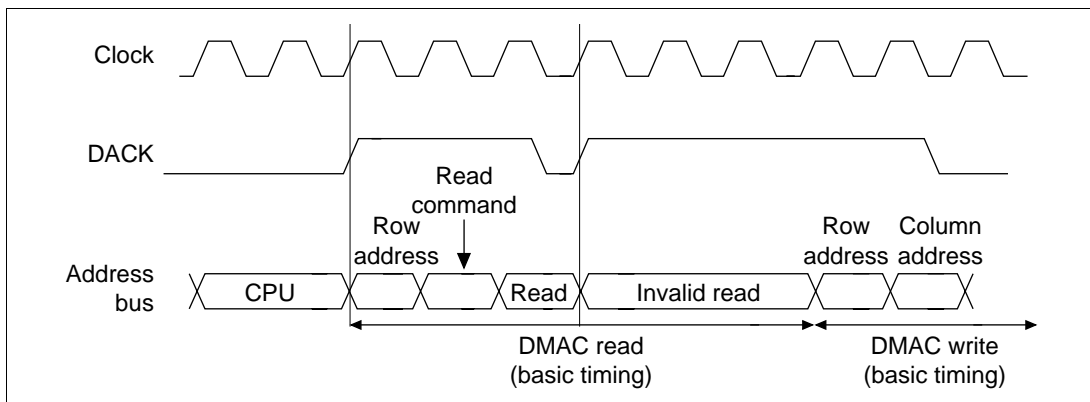 Clock
DACK
Read
command
Row
address
Row
address
Column
address
Address
bus
CPU
Read
Invalid read
DMAC read
(basic timing)
DMAC write
(basic timing)